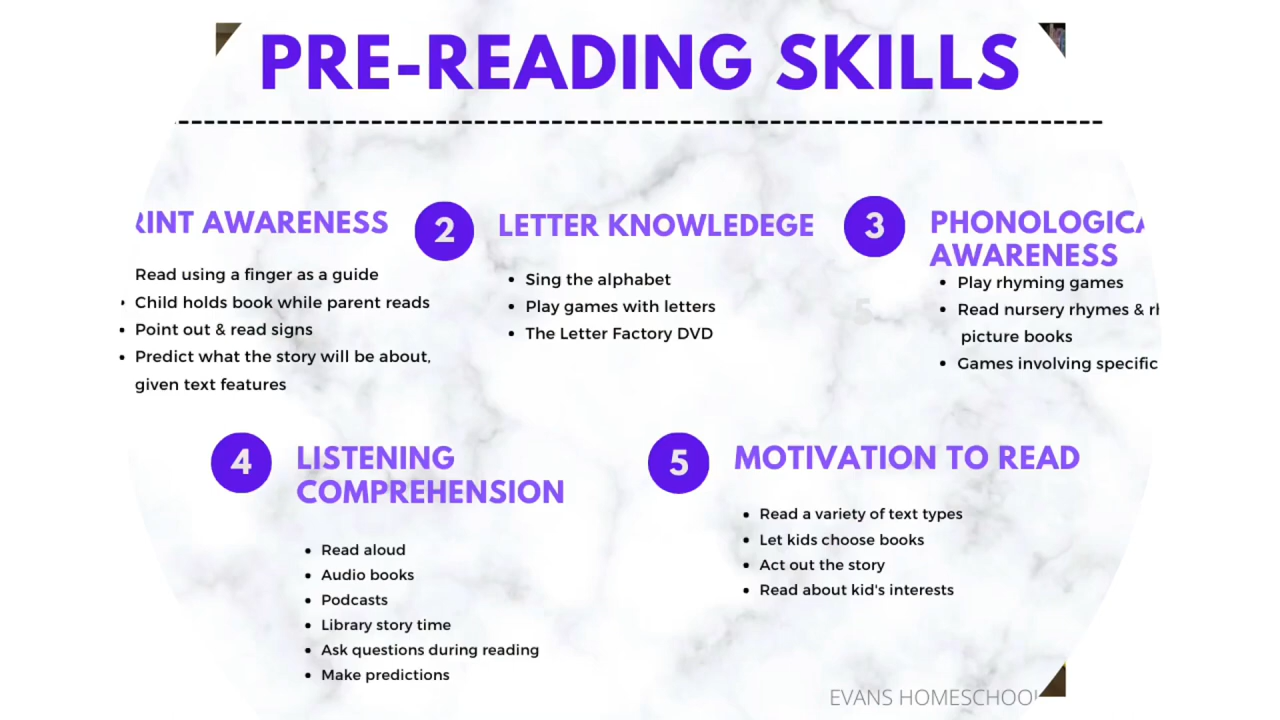 PRE-READING SKILLS
RINT AWARENESS
Read using a finger as a guide
Child holds book while parent reads
Point out & read signs
Predict what the story will be about,
given text features
2
LETTER KNOWLEDEGE
Sing the alphabet
Play games with letters
The Letter Factory DVD
3
PHONOLOGICA
AWARENESS
Play rhyming games
Read nursery rhymes & rh
picture books
Games involving specific
4
LISTENING
COMPREHENSION
Read aloud
Audio books
Podcasts
Library story time
Ask questions during reading
Make predictions
5
MOTIVATION TO READ
Read a variety of text types
Let kids choose books
Act out the story
Read about kid's interests
EVANS HOMESCHOOL